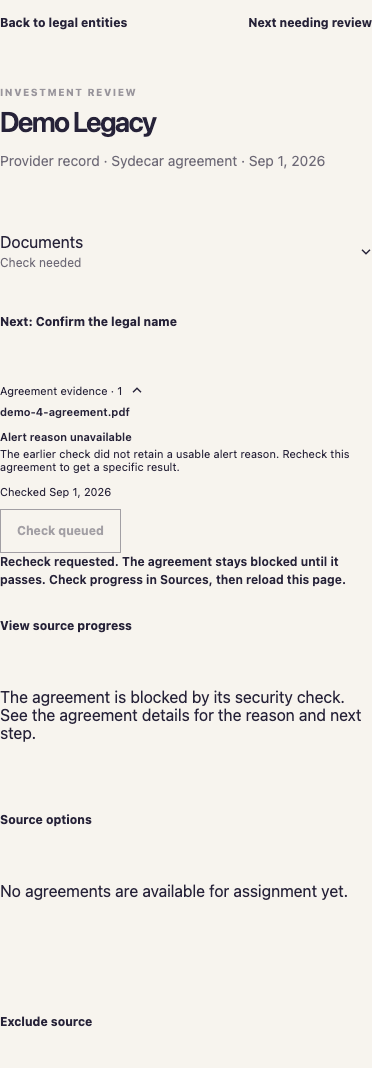 Back to legal entities
Next needing review
INVESTMENT REVIEW
Demo Legacy
Provider record · Sydecar agreement · Sep 1, 2026
Documents
Check needed
Next: Confirm the legal name
Agreement evidence · 1
demo-4-agreement.pdf
Alert reason unavailable
The earlier check did not retain a usable alert reason. Recheck this
agreement to get a specific result.
Checked Sep 1, 2026
Check queued
Recheck requested. The agreement stays blocked until it
passes. Check progress in Sources, then reload this page.
View source progress
The agreement is blocked by its security check.
See the agreement details for the reason and next
step.
Source options
No agreements are available for assignment yet.
Exclude source